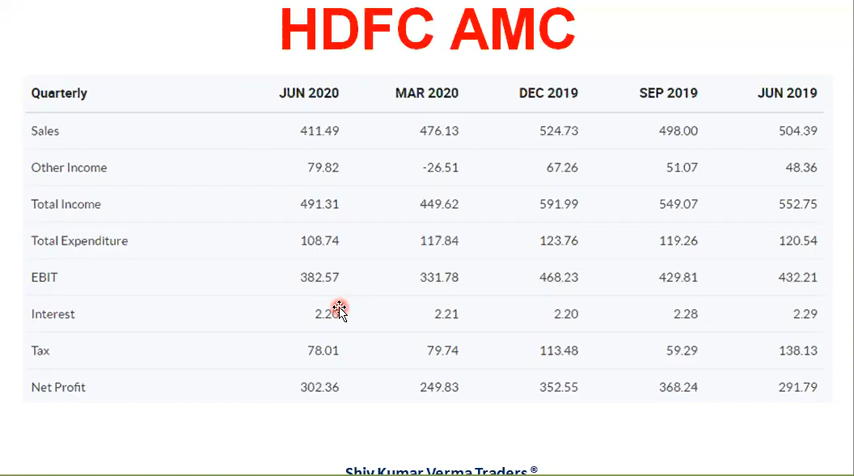 HDFC AMC
Quarterly JUN 2020 MAR 2020 DEC 2019 SEP 2019 JUN 2019
Sales 411.49 476.13 524.73 498.00 504.39
Other Income 79.82 -26.51 67.26 51.07 48.36
Total Income 491.31 449.62 591.99 549.07 552.75
Total Expenditure 108.74 117.84 123.76 119.26 120.54
EBIT 382.57 331.78 468.23 429.81 432.21
Interest 2.21 2.20 2.28 2.29
Tax 78.01 79.74 113.48 59.29 138.13
Net Profit 302.36 249.83 352.55 368.24 291.79
Shiv Kumar Verma Traders ®